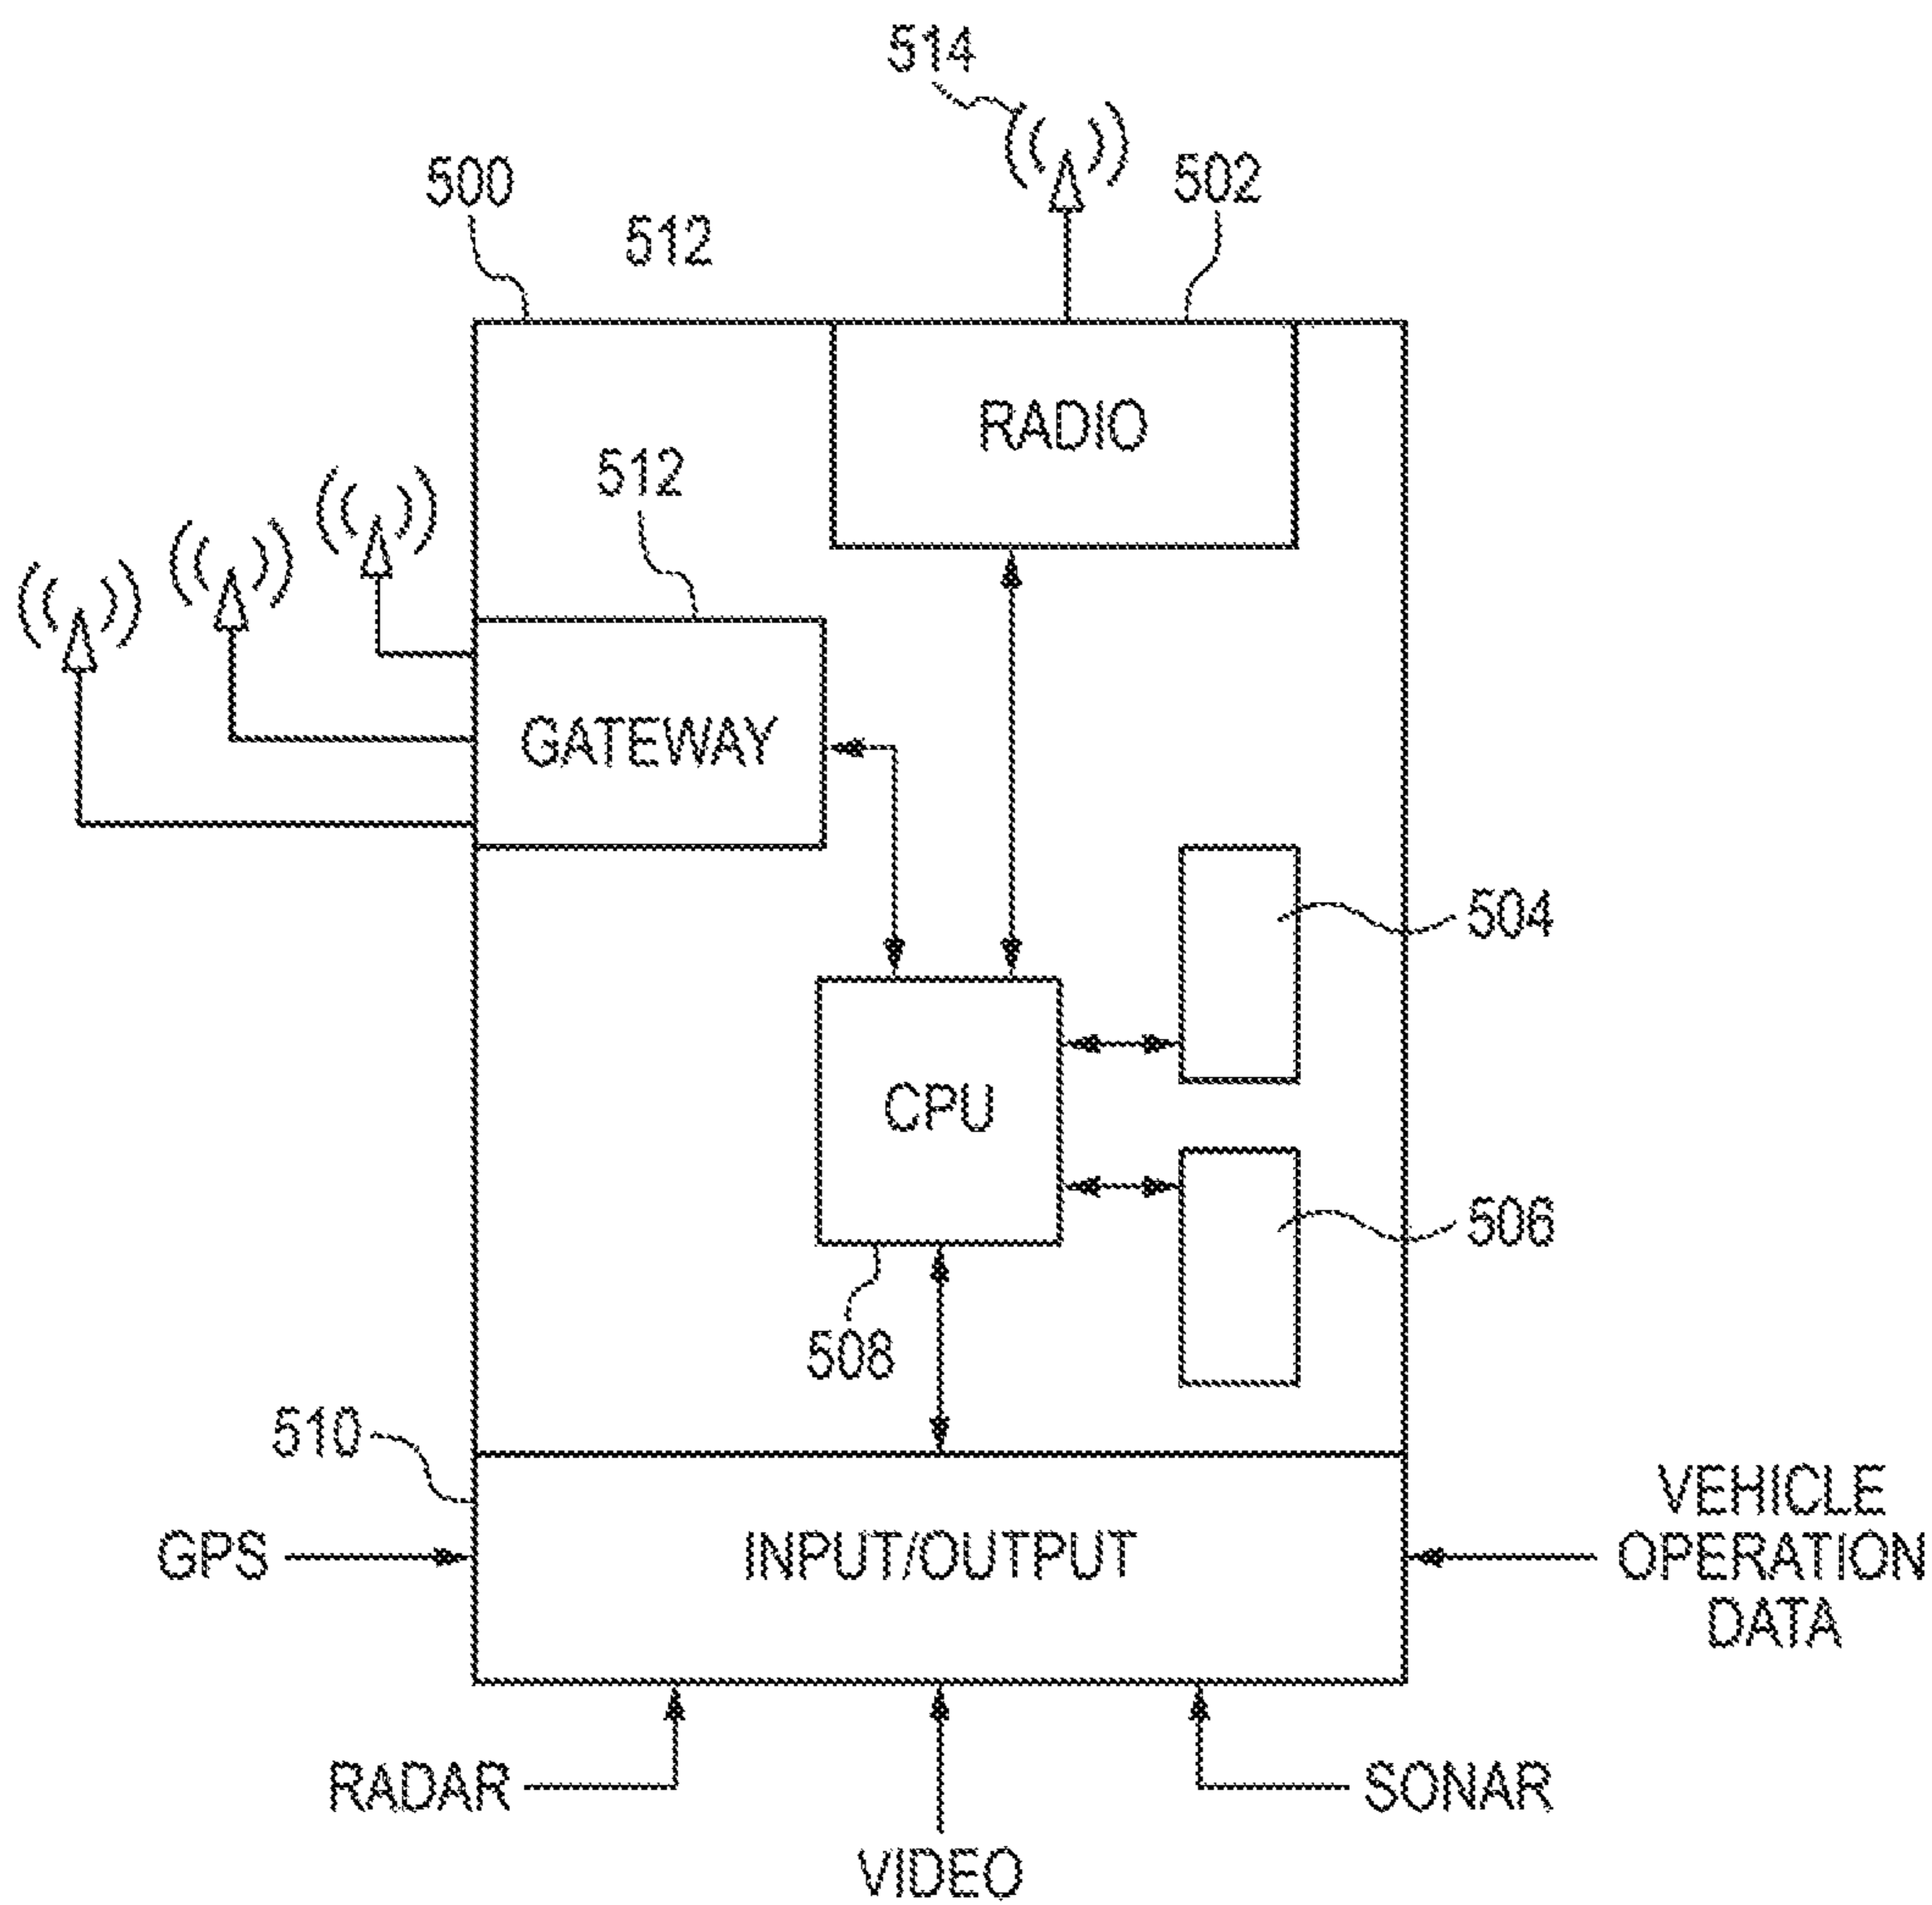 514
500
502
512
RADIO
512
GATEWAY
504
CPU
506
508
510
GPS
INPUT/OUTPUT
VEHICLE
OPERATION
DATA
RADAR
SONAR
VIDEO